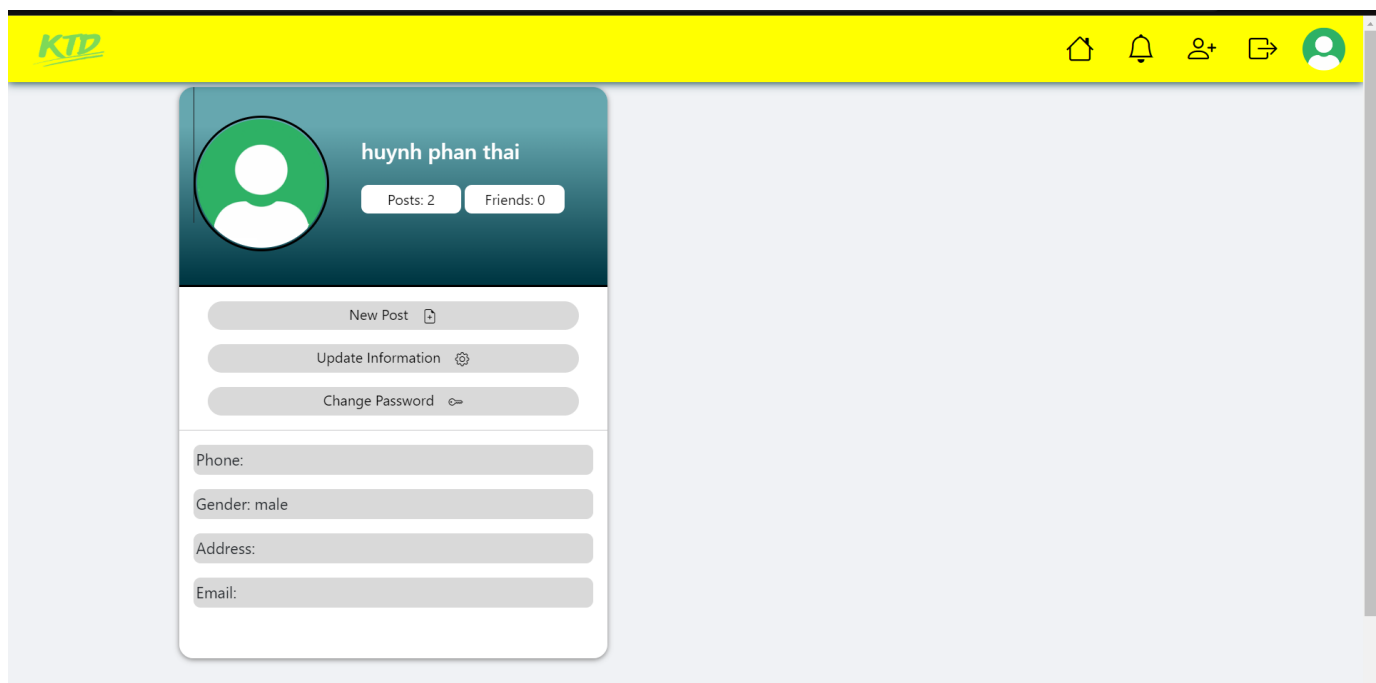 KTD
huynh phan thai
Posts: 2
Friends: 0
New Post
Update Information
Change Password
Phone:
Gender: male
Address:
Email: